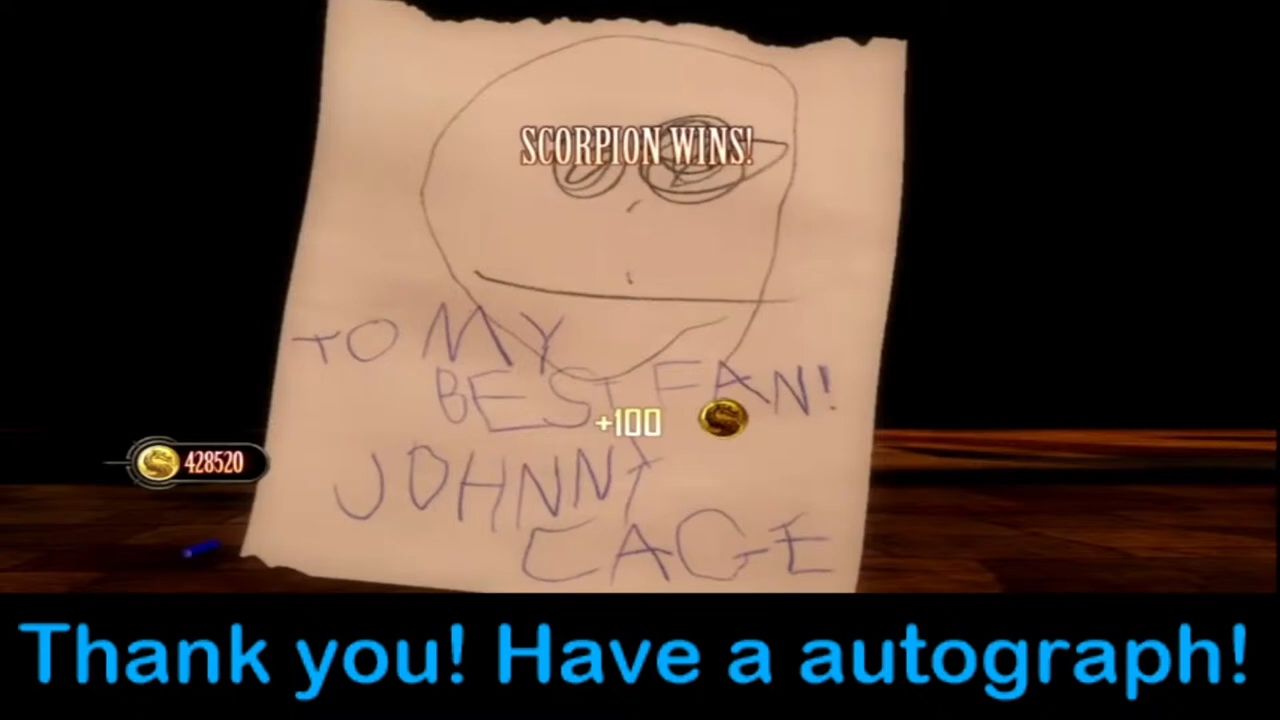 SCORPION WINS!
TO MY
BEST FAN!
+100
428520
JOHNNY
CAGE
Thank you! Have a autograph!